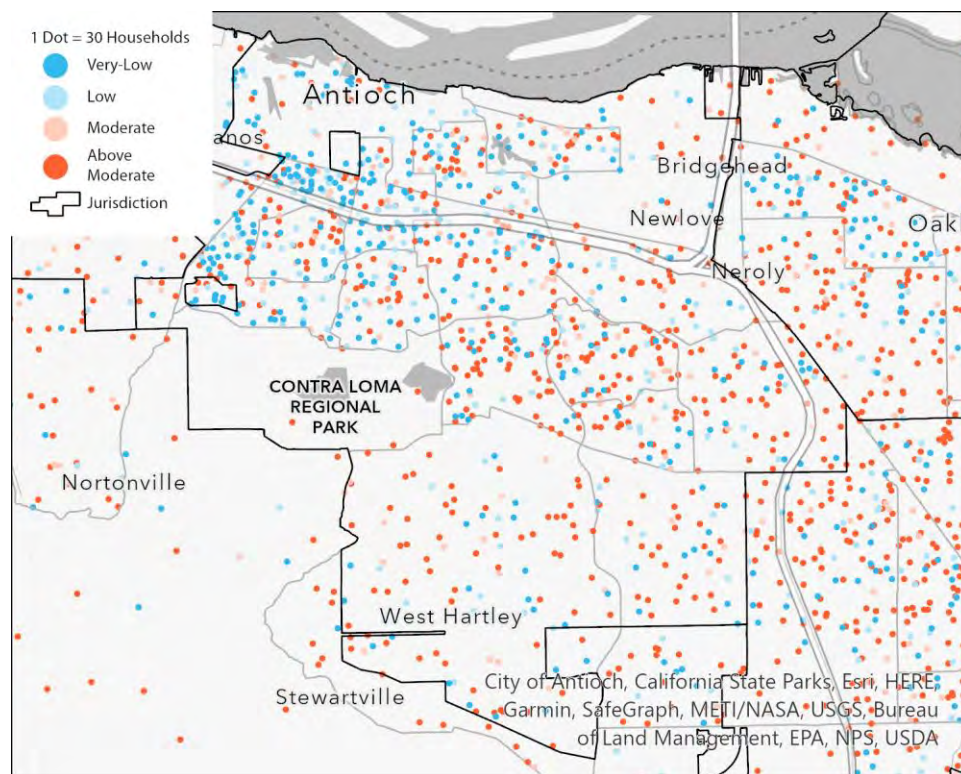 1 Dot = 30 Households
Very-Low
Low
Moderate
Above
Moderate
Jurisdiction
Antioch
anos
Bridgehead
Newlove
Oakl
Neroly
CONTRA LOMA
REGIONAL
PARK
Nortonville
West Hartley
Stewartville
City of Antioch, California State Parks, Esri, HERE,
Garmin, SafeGraph, METI/NASA, USGS, Bureau
of Land Management, EPA, NPS, USDA